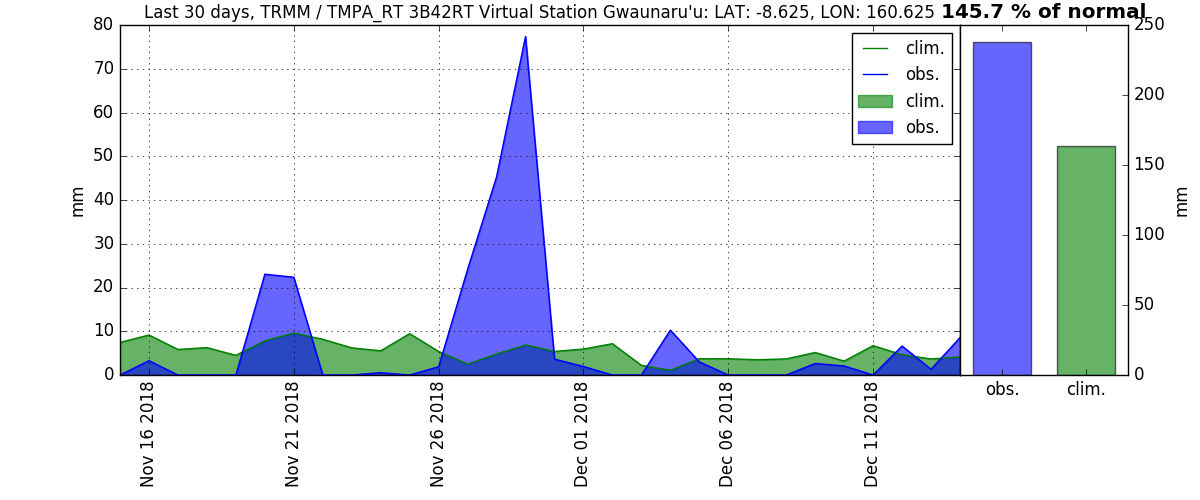 Last 30 days, TRMM / TMPA_RT 3B42RT Virtual Station Gwaunaru'u: LAT: -8.625, LON: 160.625 145.7 % of normal
80
70
60
50
40
30
20
10
0
mm
clim.
obs.
clim.
obs.
250
200
150
100
50
0
mm
obs.
clim.
Nov 16 2018
Nov 21 2018
Nov 26 2018
Dec 01 2018
Dec 06 2018
Dec 11 2018